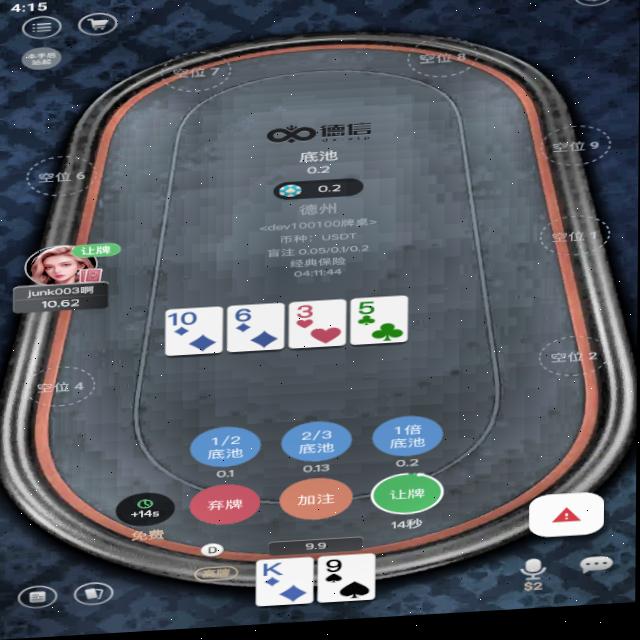 4:15
本手后
站起
空位 7
空位 8
空位 9
空位 6
德信
dx.vip
底池
0.2
0.2
德州
<dev100100牌桌>
币种: USDT
盲注 0.05/0.1/0.2
经典保险
04:11:44
空位 1
让牌
june003啊
10.62
10
6
3
5
空位 2
空位 4
1/2
底池
0.1
2/3
底池
0.13
1倍
底池
0.2
+14s
免费
弃牌
加注
让牌
14秒
D
9.9
K
9
$2